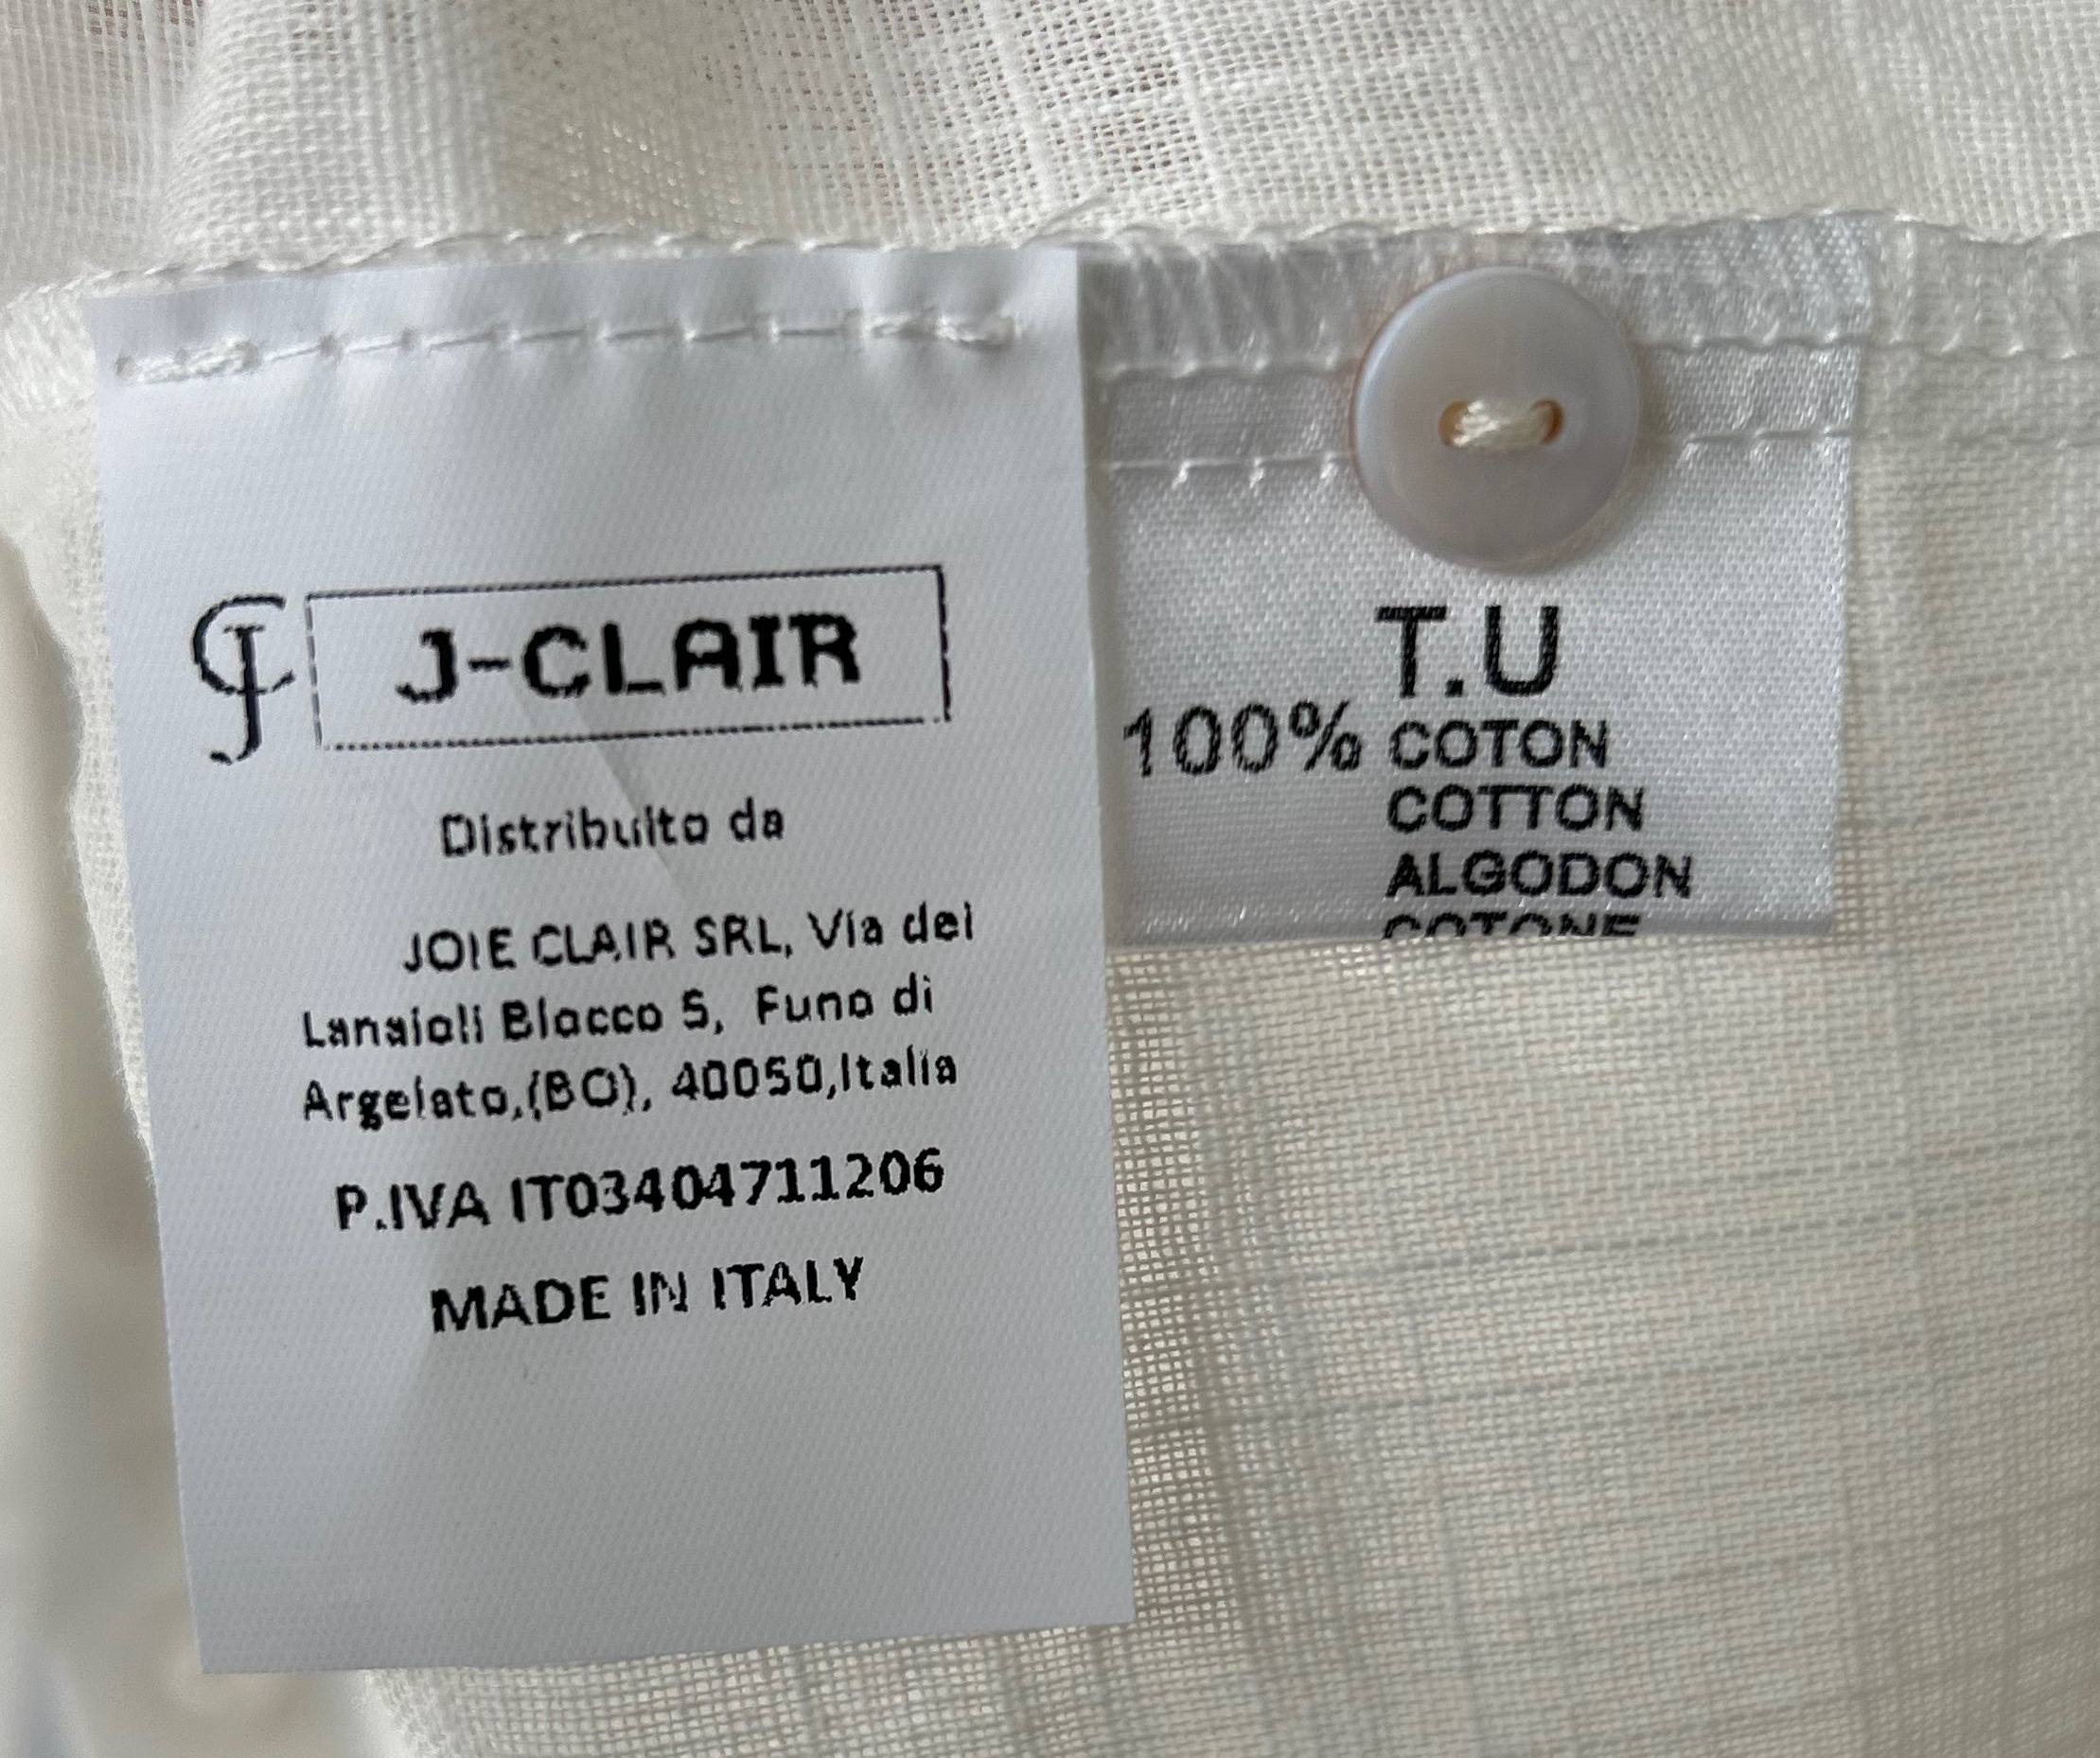 J-CLAIR
Distribuito da
JOIE CLAIR SRL, Via dei
Lanaioli Blocco 5, Funo di
Argelato,(BO), 40050,Italia
P.IVA IT03404711206
MADE IN ITALY
T.U
100% COTON
COTTON
ALGODON
COTONE